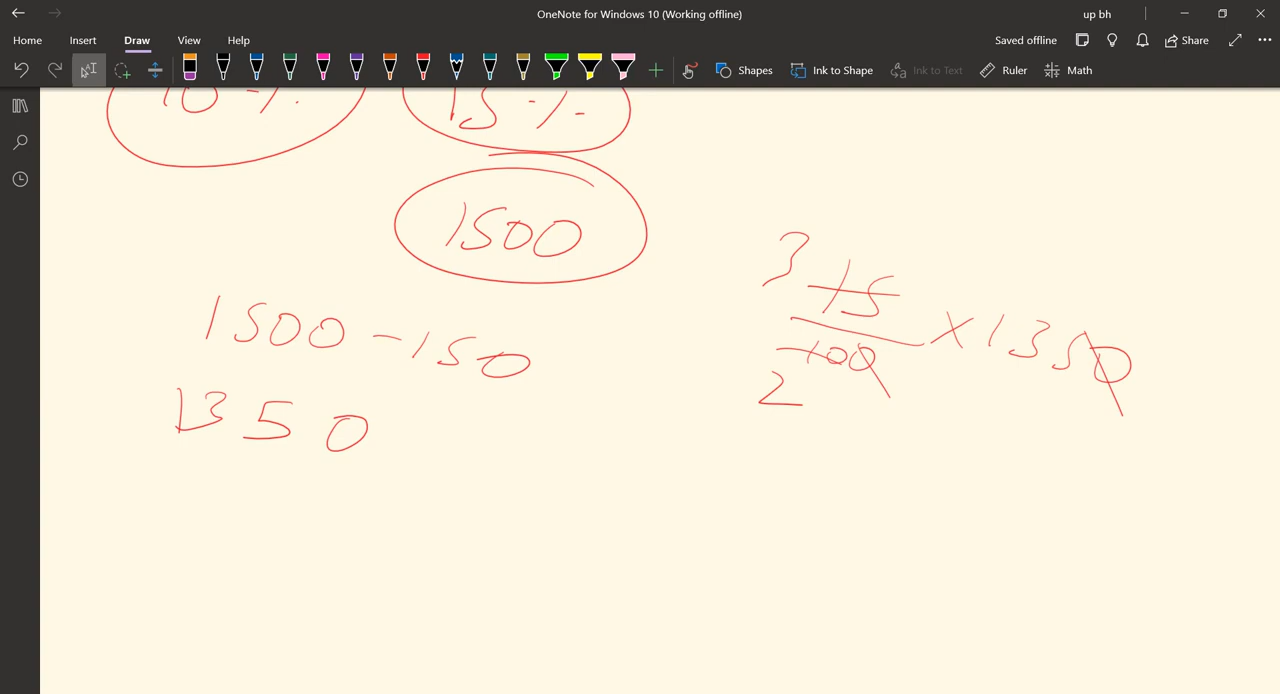 OneNote for Windows 10 (Working offline)
up bh
Home Insert Draw View Help
Saved offline
Share
Shapes
Ink to Shape
Ink to Text
Ruler
Math
10 %
15 %
1500
1500 - 150
1350
3 15
100 × 1350
2